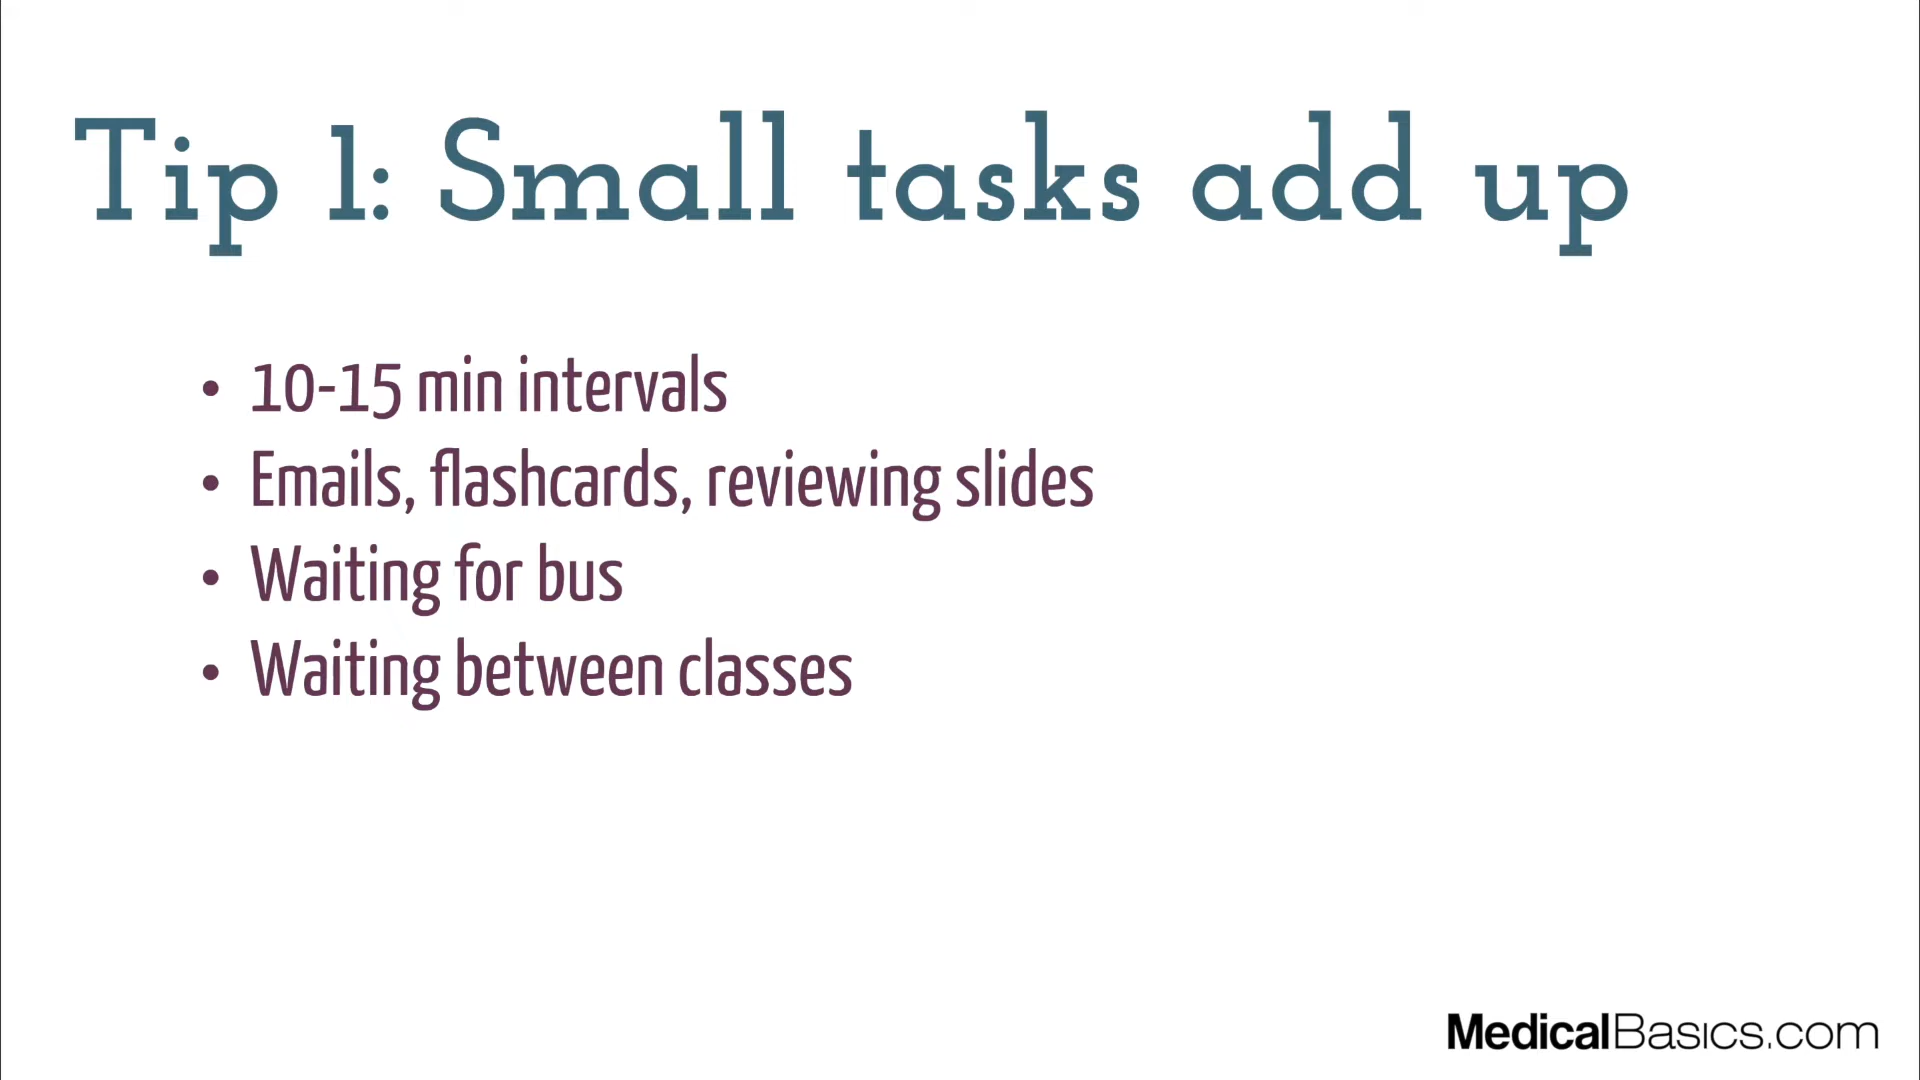 Tip 1: Small tasks add up
• 10-15 min intervals
• Emails, flashcards, reviewing slides
• Waiting for bus
• Waiting between classes
MedicalBasics.com